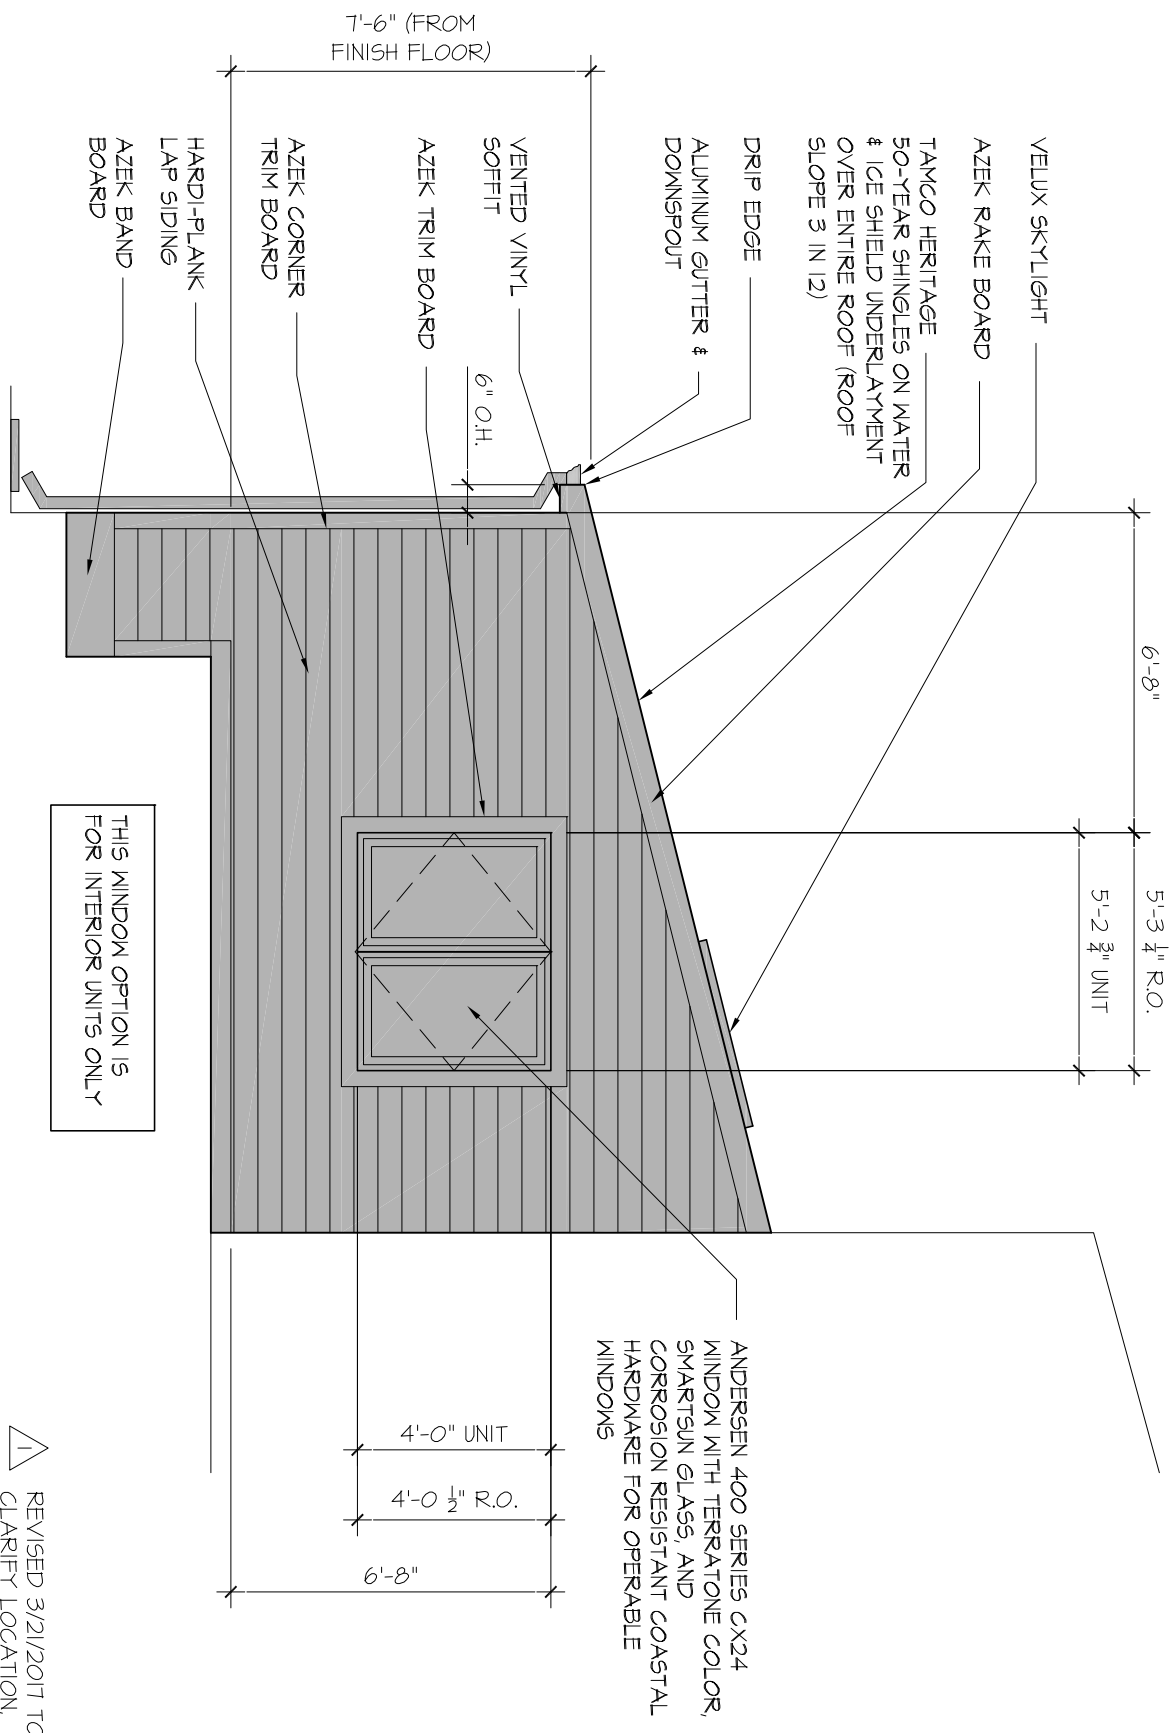 7'-6" (FROM
FINISH FLOOR)
VELUX SKYLIGHT
AZEK RAKE BOARD
TAMCO HERITAGE
50-YEAR SHINGLES ON WATER
& ICE SHIELD UNDERLAYMENT
OVER ENTIRE ROOF (ROOF
SLOPE 3 IN 12)
DRIP EDGE
ALUMINUM GUTTER &
DOWNSPOUT
VENTED VINYL
SOFFIT
AZEK TRIM BOARD
AZEK CORNER
TRIM BOARD
HARDI-PLANK
LAP SIDING
AZEK BAND
BOARD
6" O.H.
6'-8"
5'-3 1/4" R.O.
5'-2 3/4" UNIT
THIS WINDOW OPTION IS
FOR INTERIOR UNITS ONLY
ANDERSEN 400 SERIES CX24
WINDOW WITH TERRATONE COLOR,
SMARTSUN GLASS, AND
CORROSION RESISTANT COASTAL
HARDWARE FOR OPERABLE
WINDOWS
4'-0" UNIT
4'-0 1/2" R.O.
6'-8"
1
REVISED 3/21/2017 TO
CLARIFY LOCATION.